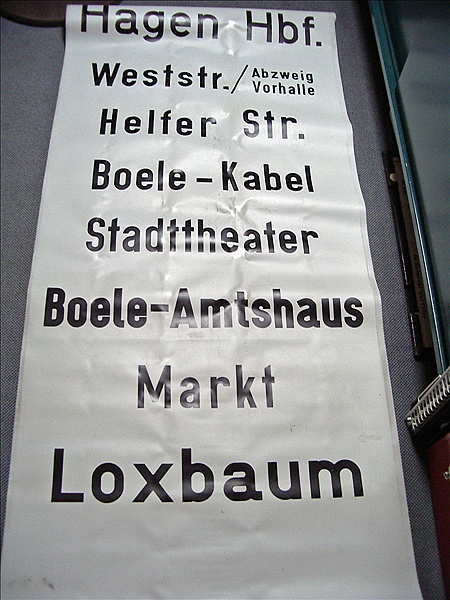 Hagen Hbf.
Weststr./Abzweig
Vorhalle
Helfer Str.
Boele-Kabel
Stadttheater
Boele-Amtshaus
Markt
Loxbaum